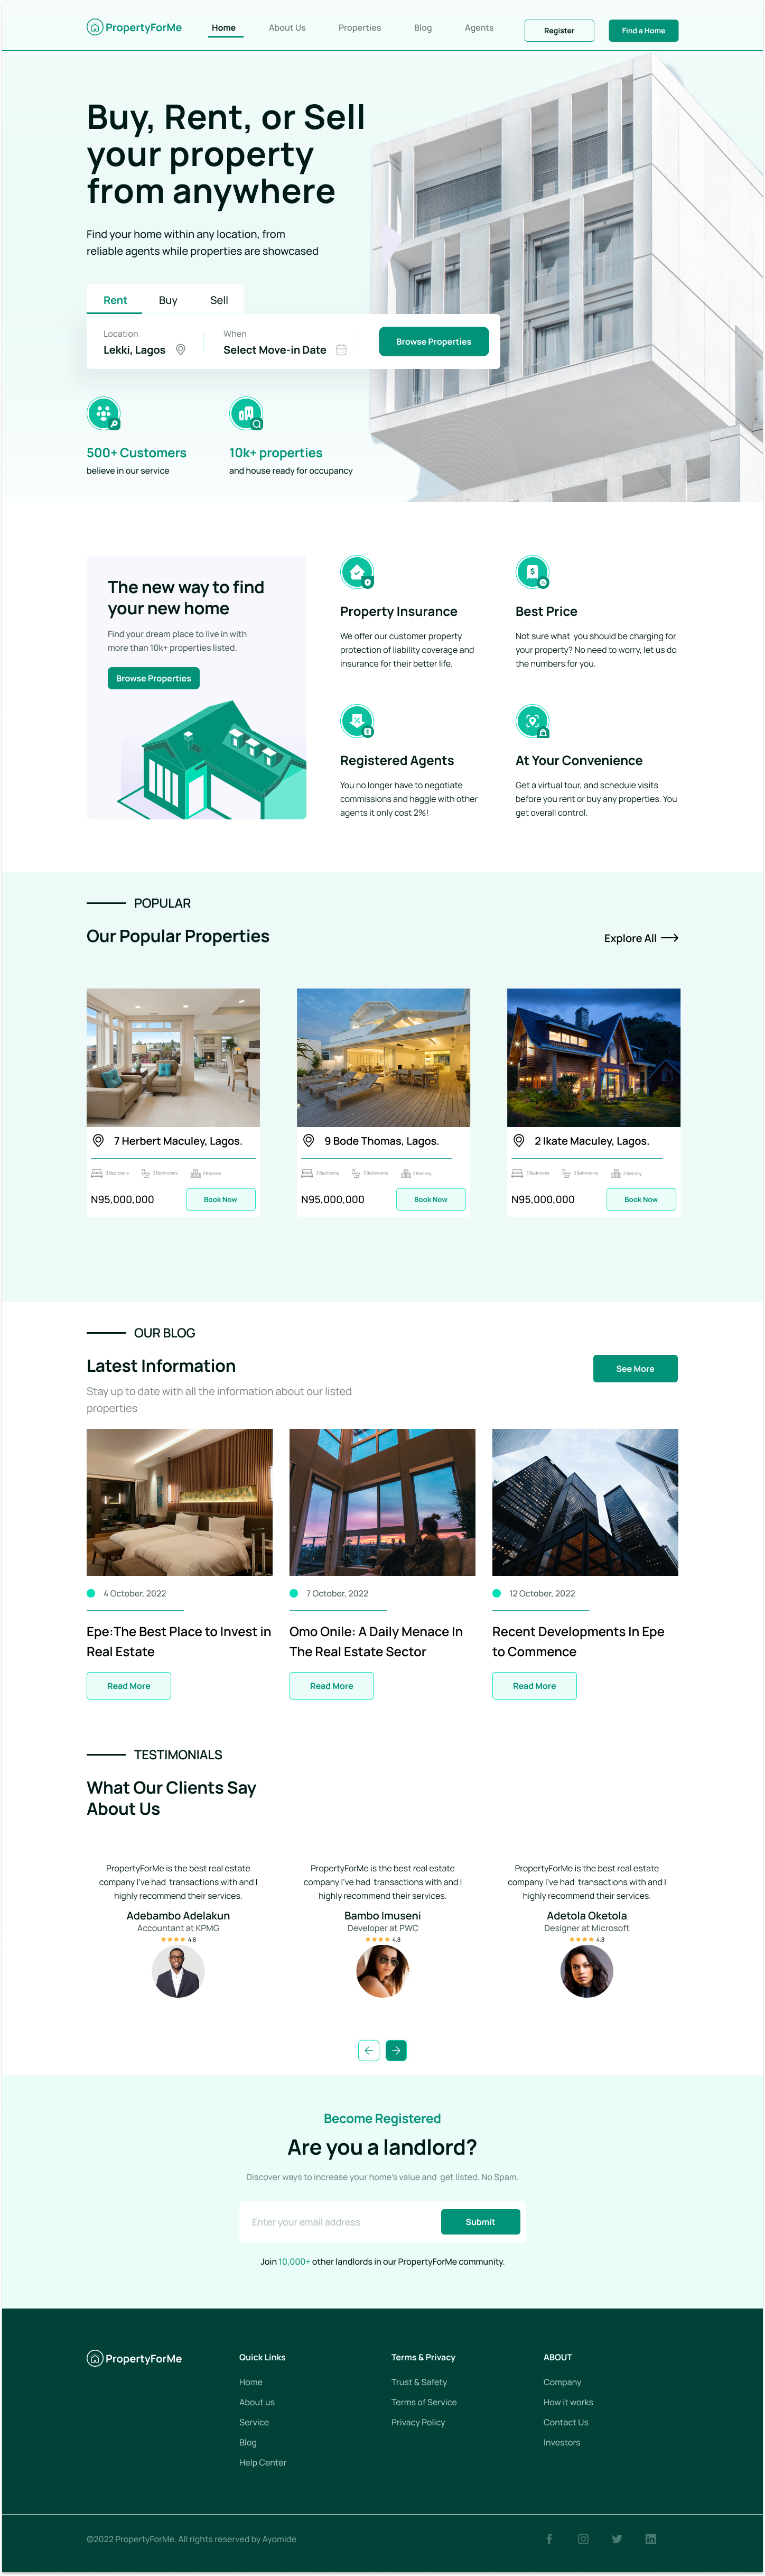 PropertyForMe
Home
About Us
Properties
Blog
Agents
Register
Find a Home
Buy, Rent, or Sell
your property
from anywhere
Find your home within any location, from
reliable agents while properties are showcased
Rent
Buy
Sell
Location
Lekki, Lagos
When
Select Move-in Date
Browse Properties
500+ Customers
believe in our service
10k+ properties
and house ready for occupancy
The new way to find
your new home
Find your dream place to live in with
more than 10k+ properties listed.
Browse Properties
Property Insurance
We offer our customer property
protection of liability coverage and
insurance for their better life.
Best Price
Not sure what you should be charging for
your property? No need to worry, let us do
the numbers for you.
Registered Agents
You no longer have to negotiate
commissions and haggle with other
agents it only cost 2%!
At Your Convenience
Get a virtual tour, and schedule visits
before you rent or buy any properties. You
get overall control.
POPULAR
Our Popular Properties
Explore All
7 Herbert Maculey, Lagos.
3 Bedrooms
3 Bathrooms
2 Balcony
N95,000,000
Book Now
9 Bode Thomas, Lagos.
3 Bedrooms
3 Bathrooms
2 Balcony
N95,000,000
Book Now
2 Ikate Maculey, Lagos.
3 Bedrooms
3 Bathrooms
2 Balcony
N95,000,000
Book Now
OUR BLOG
Latest Information
Stay up to date with all the information about our listed
properties
See More
4 October, 2022
Epe:The Best Place to Invest in
Real Estate
Read More
7 October, 2022
Omo Onile: A Daily Menace In
The Real Estate Sector
Read More
12 October, 2022
Recent Developments In Epe
to Commence
Read More
TESTIMONIALS
What Our Clients Say
About Us
PropertyForMe is the best real estate
company I've had transactions with and I
highly recommend their services.
Adebambo Adelakun
Accountant at KPMG
4.8
PropertyForMe is the best real estate
company I've had transactions with and I
highly recommend their services.
Bambo Imuseni
Developer at PWC
4.8
PropertyForMe is the best real estate
company I've had transactions with and I
highly recommend their services.
Adetola Oketola
Designer at Microsoft
4.8
Become Registered
Are you a landlord?
Discover ways to increase your home's value and get listed. No Spam.
Enter your email address
Submit
Join 10,000+ other landlords in our PropertyForMe community.
PropertyForMe
Quick Links
Home
About us
Service
Blog
Help Center
Terms & Privacy
Trust & Safety
Terms of Service
Privacy Policy
ABOUT
Company
How it works
Contact Us
Investors
©2022 PropertyForMe. All rights reserved by Ayomide